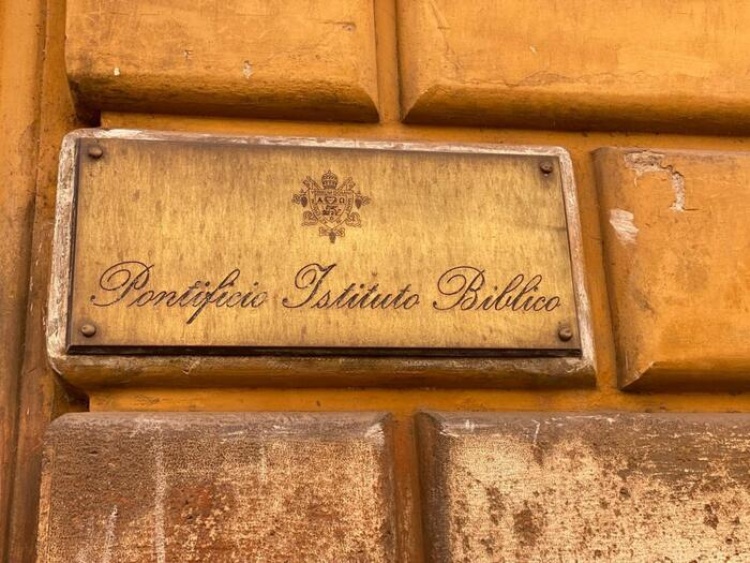 A Ω
Pontificio Istituto Biblico